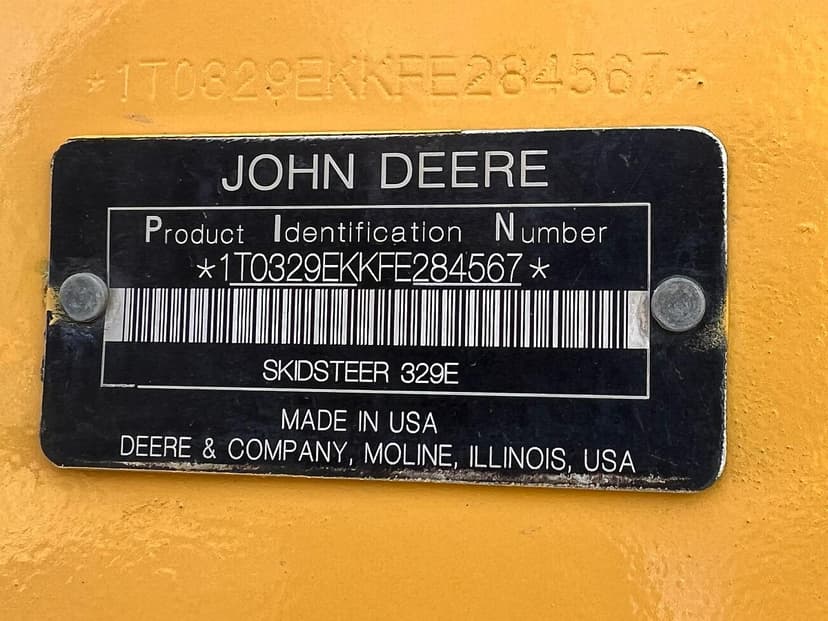 *1T0329EKKFE284567*
JOHN DEERE
Product Identification Number
*1T0329EKKFE284567*
SKIDSTEER 329E
MADE IN USA
DEERE & COMPANY, MOLINE, ILLINOIS, USA